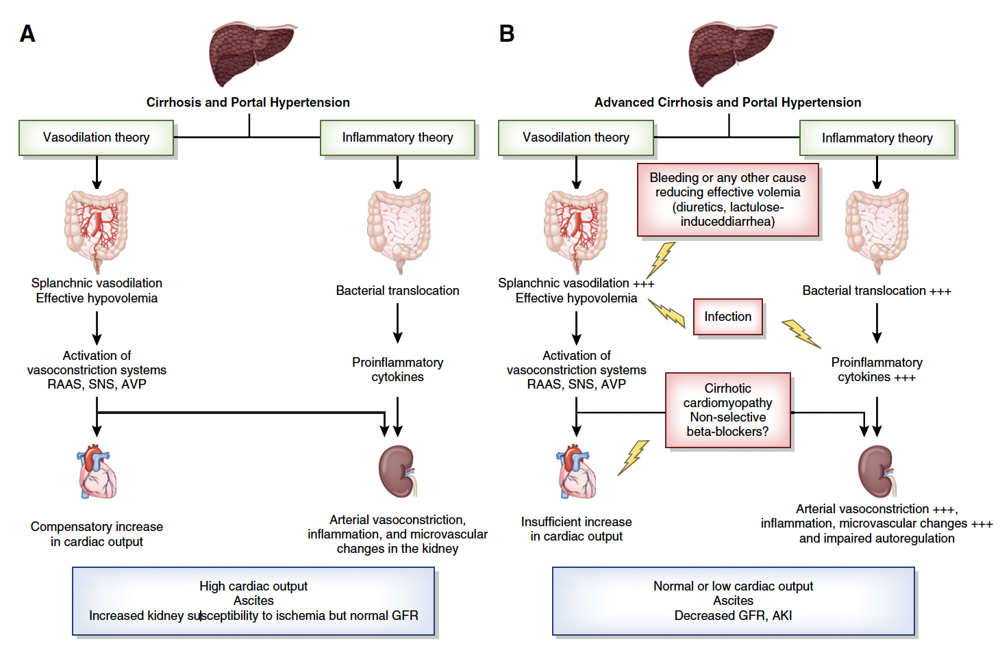 A
Cirrhosis and Portal Hypertension
Vasodilation theory
Inflammatory theory
Splanchnic vasodilation
Effective hypovolemia
Bacterial translocation
Activation of
vasoconstriction systems
RAAS, SNS, AVP
Proinflammatory
cytokines
Compensatory increase
in cardiac output
Arterial vasoconstriction,
inflammation, and microvascular
changes in the kidney
High cardiac output
Ascites
Increased kidney susceptibility to ischemia but normal GFR
B
Advanced Cirrhosis and Portal Hypertension
Vasodilation theory
Inflammatory theory
Bleeding or any other cause
reducing effective volemia
(diuretics, lactulose-
induceddiarrhea)
Splanchnic vasodilation +++
Effective hypovolemia
Bacterial translocation +++
Infection
Activation of
vasoconstriction systems
RAAS, SNS, AVP
Proinflammatory
cytokines +++
Cirrhotic
cardiomyopathy
Non-selective
beta-blockers?
Insufficient increase
in cardiac output
Arterial vasoconstriction +++,
inflammation, microvascular changes +++
and impaired autoregulation
Normal or low cardiac output
Ascites
Decreased GFR, AKI